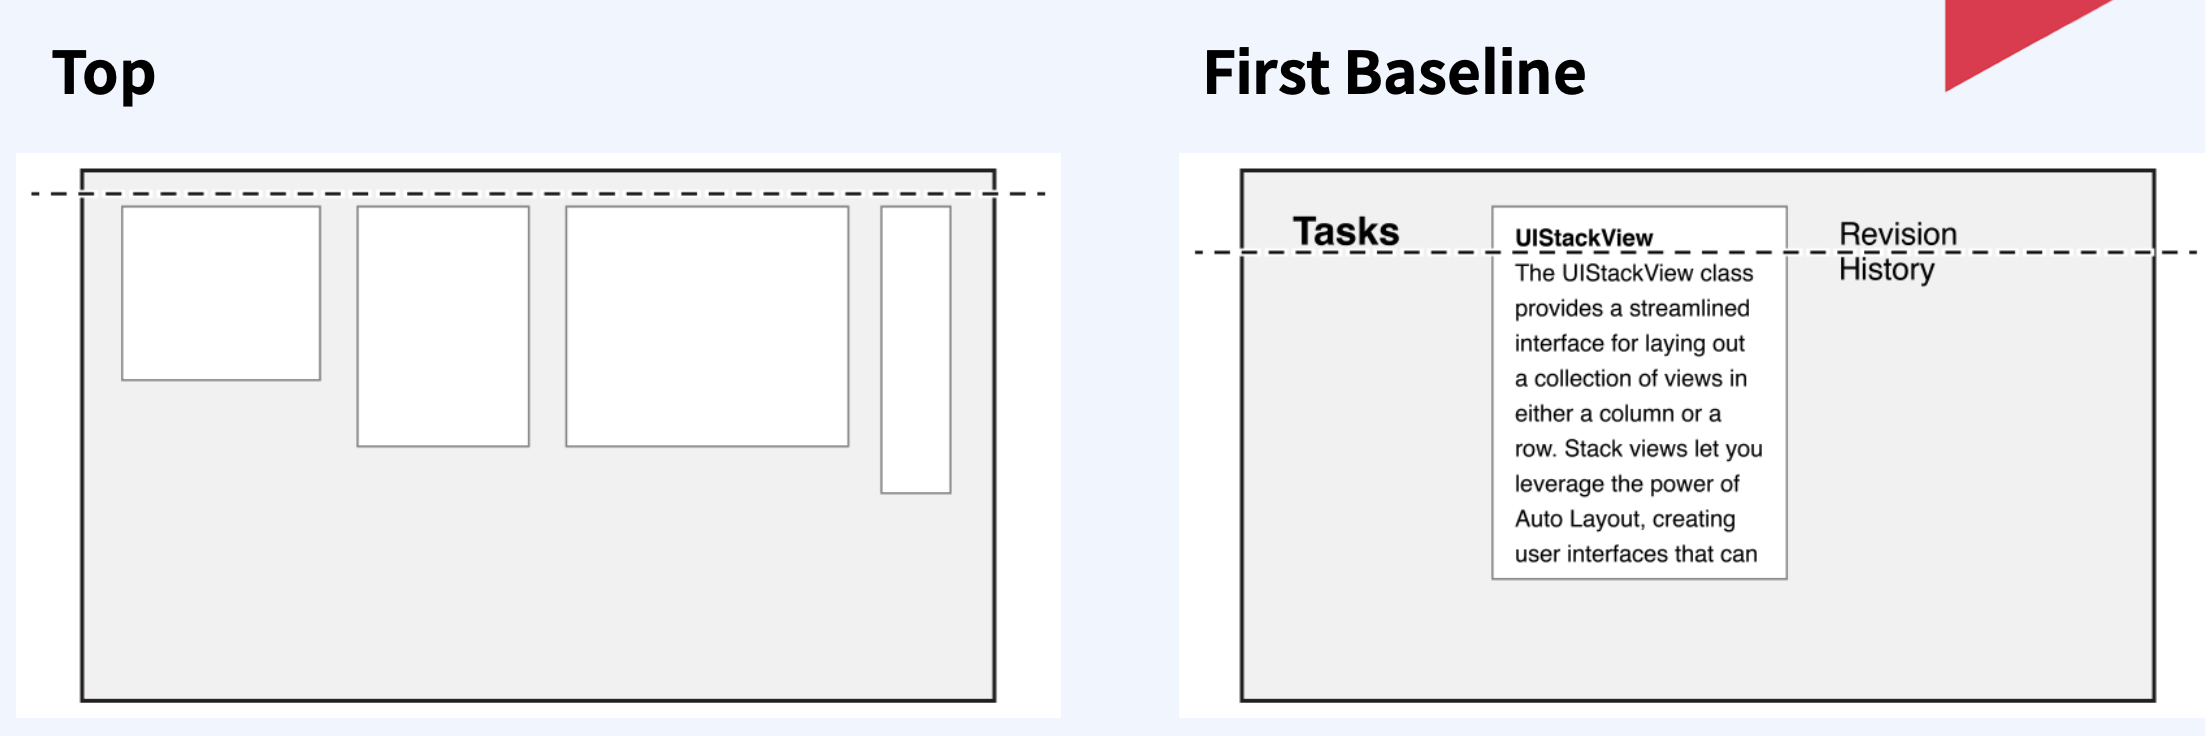 Top
First Baseline
Tasks
UIStackView
The UIStackView class
provides a streamlined
interface for laying out
a collection of views in
either a column or a
row. Stack views let you
leverage the power of
Auto Layout, creating
user interfaces that can
Revision
History